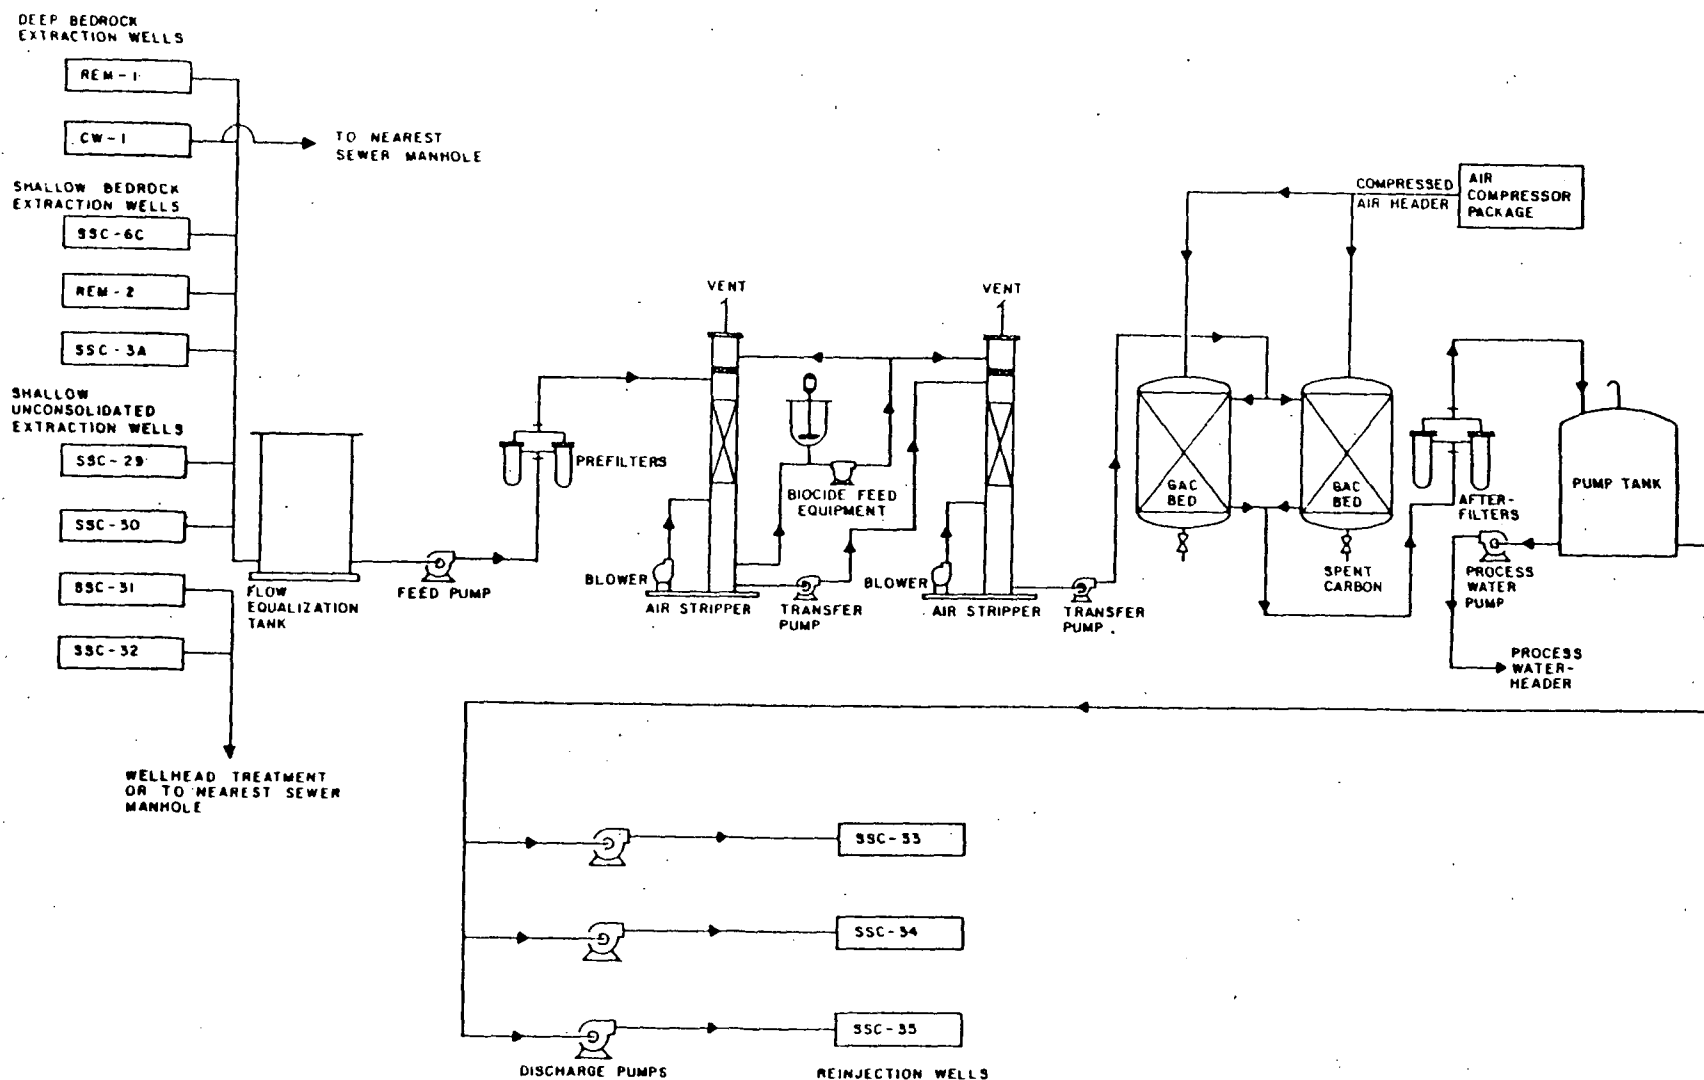 DEEP BEDROCK
EXTRACTION WELLS
REM-1
CW-1
TO NEAREST
SEWER MANHOLE
SHALLOW BEDROCK
EXTRACTION WELLS
SSC-6C
REM-2
SSC-3A
SHALLOW
UNCONSOLIDATED
EXTRACTION WELLS
SSC-29
SSC-30
SSC-31
SSC-32
WELLHEAD TREATMENT
OR TO NEAREST SEWER
MANHOLE
FLOW
EQUALIZATION
TANK
FEED PUMP
PREFILTERS
VENT
BLOWER
AIR STRIPPER
BIOCIDE FEED
EQUIPMENT
TRANSFER
PUMP
VENT
BLOWER
AIR STRIPPER
TRANSFER
PUMP
COMPRESSED
AIR HEADER
AIR
COMPRESSOR
PACKAGE
GAC
BED
GAC
BED
SPENT
CARBON
AFTER-
FILTERS
PUMP TANK
PROCESS
WATER
PUMP
PROCESS
WATER-
HEADER
SSC-33
SSC-34
SSC-35
DISCHARGE PUMPS
REINJECTION WELLS